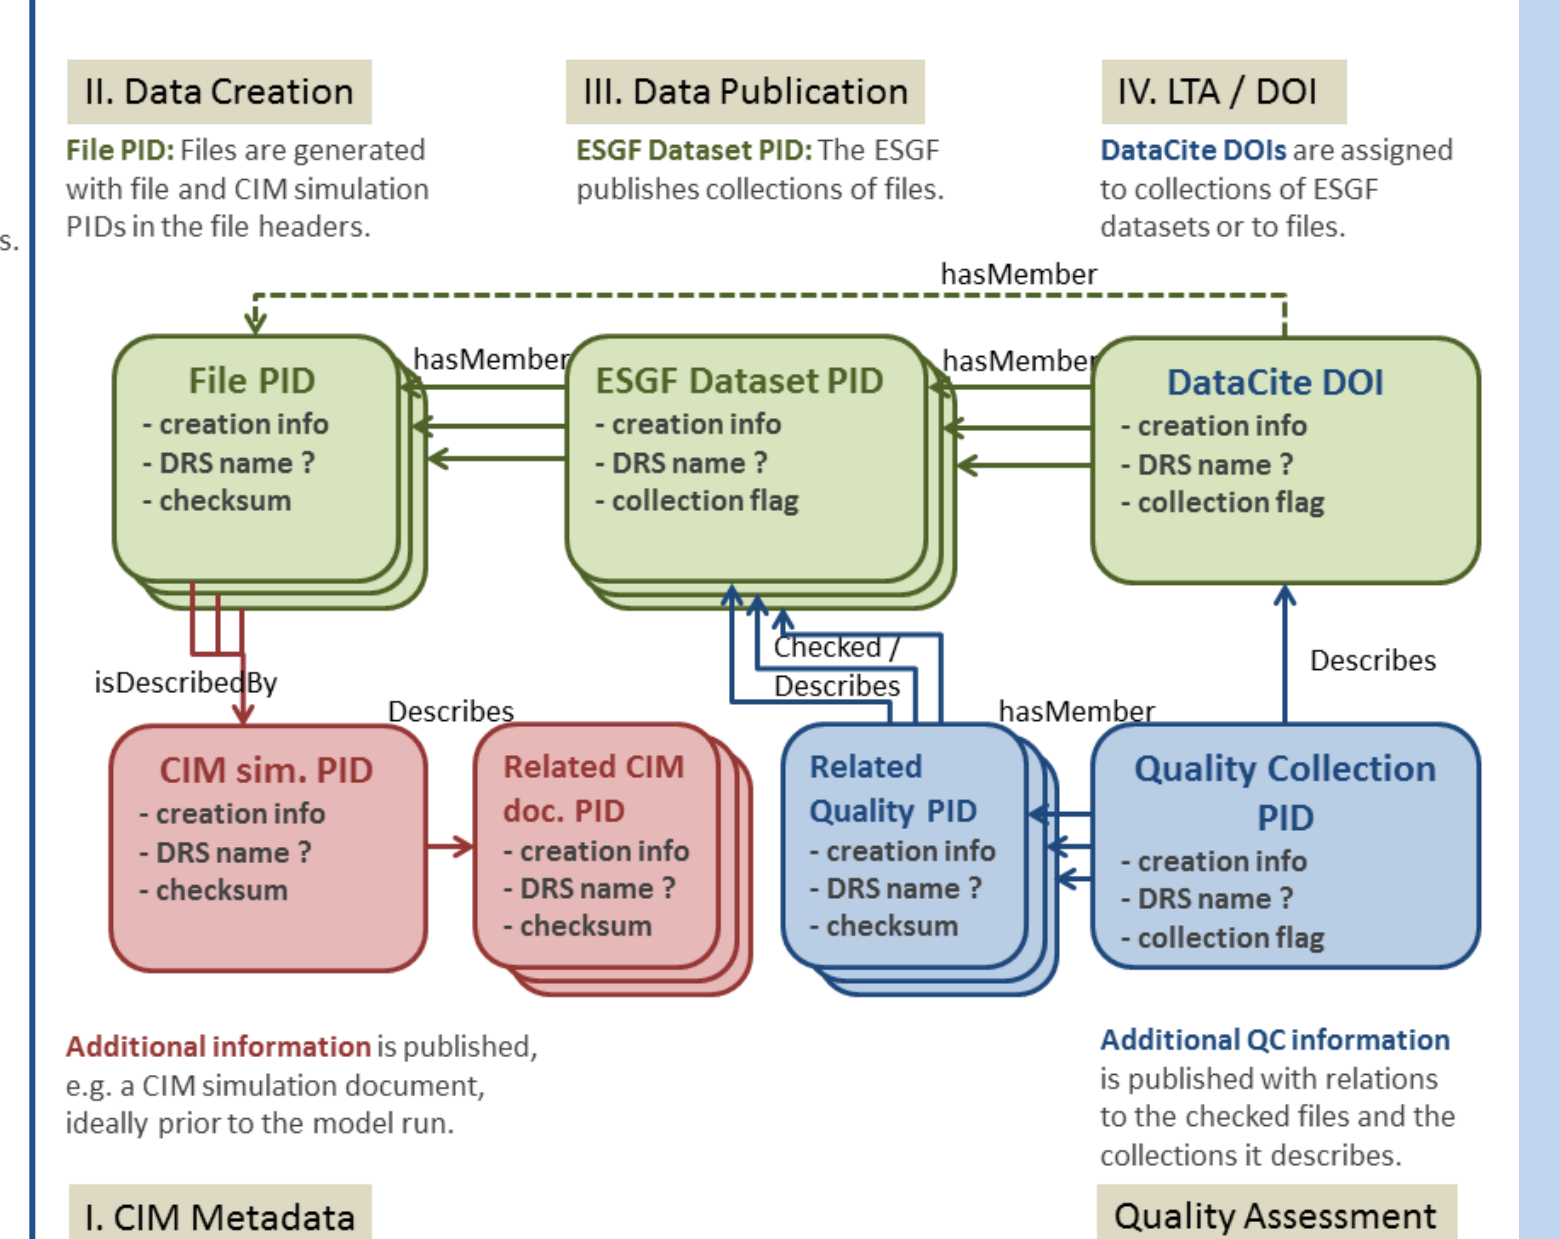 II. Data Creation
File PID: Files are generated
with file and CIM simulation
PIDs in the file headers.
III. Data Publication
ESGF Dataset PID: The ESGF
publishes collections of files.
IV. LTA / DOI
DataCite DOIs are assigned
to collections of ESGF
datasets or to files.
s.
hasMember
File PID
- creation info
- DRS name ?
- checksum
hasMember
ESGF Dataset PID
- creation info
- DRS name ?
- collection flag
hasMember
DataCite DOI
- creation info
- DRS name ?
- collection flag
isDescribedBy
Checked /
Describes
Describes
CIM sim. PID
- creation info
- DRS name ?
- checksum
Describes
Related CIM
doc. PID
- creation info
- DRS name ?
- checksum
Related
Quality PID
- creation info
- DRS name ?
- checksum
hasMember
Quality Collection
PID
- creation info
- DRS name ?
- collection flag
Additional information is published,
e.g. a CIM simulation document,
ideally prior to the model run.
Additional QC information
is published with relations
to the checked files and the
collections it describes.
I. CIM Metadata
Quality Assessment